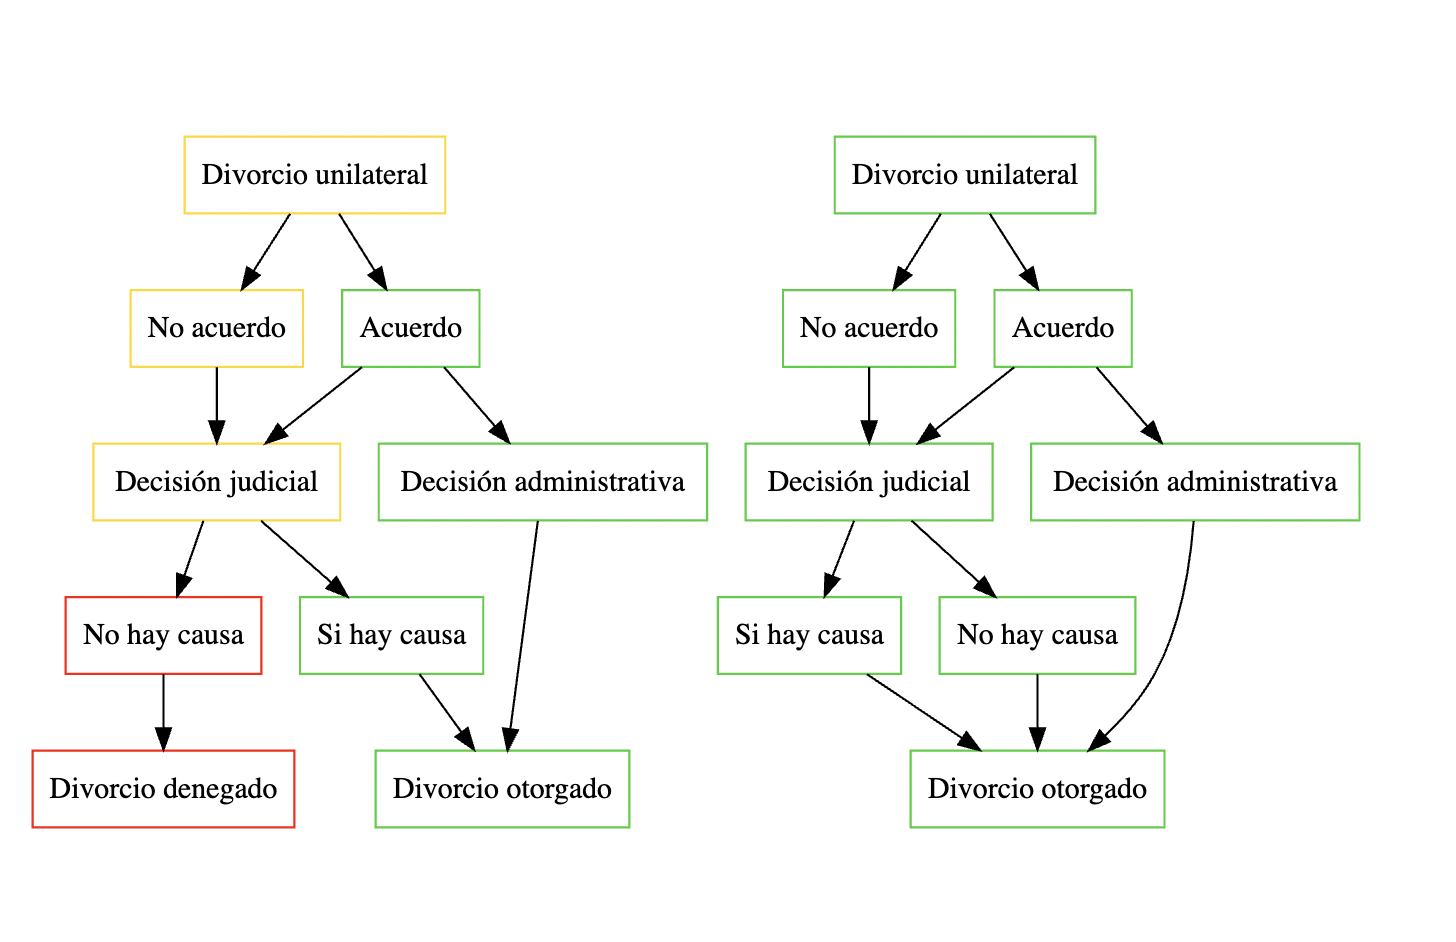 Divorcio unilateral
No acuerdo
Acuerdo
Decisión judicial
Decisión administrativa
No hay causa
Si hay causa
Divorcio denegado
Divorcio otorgado
Divorcio unilateral
No acuerdo
Acuerdo
Decisión judicial
Decisión administrativa
Si hay causa
No hay causa
Divorcio otorgado